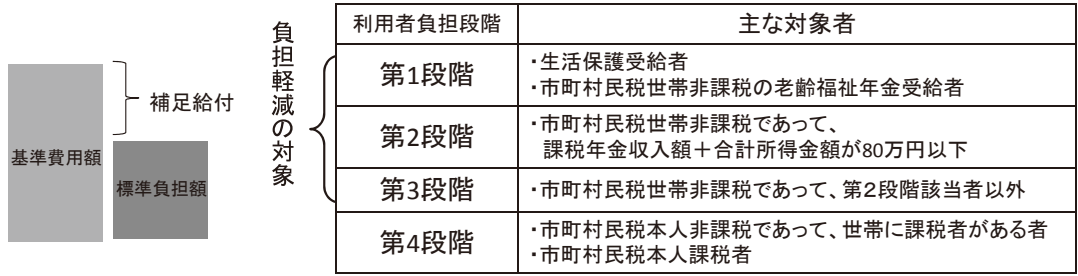 基準費用額
補足給付
標準負担額
負担軽減の対象
利用者負担段階
主な対象者
第1段階
・生活保護受給者
・市町村民税世帯非課税の老齢福祉年金受給者
第2段階
・市町村民税世帯非課税であって、
課税年金収入額＋合計所得金額が80万円以下
第3段階
・市町村民税世帯非課税であって、第２段階該当者以外
第4段階
・市町村民税本人非課税であって、世帯に課税者がある者
・市町村民税本人課税者